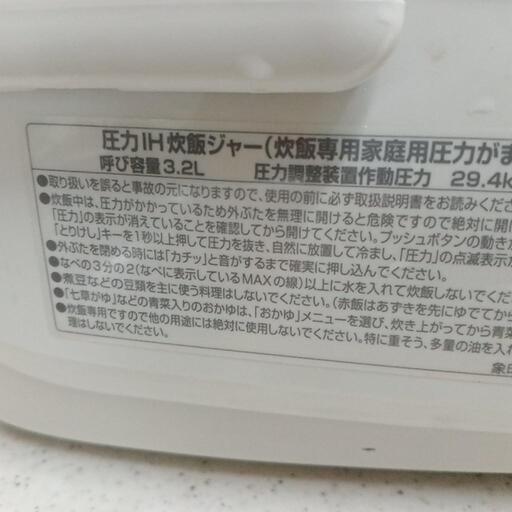 圧力IH炊飯ジャー(炊飯専用家庭用圧力がま
呼び容量3.2L 圧力調整装置作動圧力 29.4k
●取り扱いを誤ると事故の元になりますので、使用の前に必ず取扱説明書をお読みくださ
●炊飯中は、圧力がかかっているため外ぶたを無理に開けると危険ですので絶対に開け
「圧力」の表示が消えていることを確認してから開けてください。プッシュボタンの動きか
「とりけし」キーを1秒以上押して圧力を抜き、自然に放置して冷まし、「圧力」の点滅表示が
●外ぶたを閉める時には「カチッ」と音がするまで確実に押し込んでください。
●なべの3分の2(なべに表示しているMAXの線)以上に水を入れて炊飯しないでくだ
●煮豆などの豆類を主に使う料理はしないでください。(赤飯はあずきを先にゆでてから
●「七草がゆ」などの青菜入りのおかゆは、「おかゆ」メニューを選び、炊き上がってから青菜
●炊飯専用ですので他の用途には絶対に使用しないでください。特に重そう、多量の油を入れ
理はしないでください。
象印